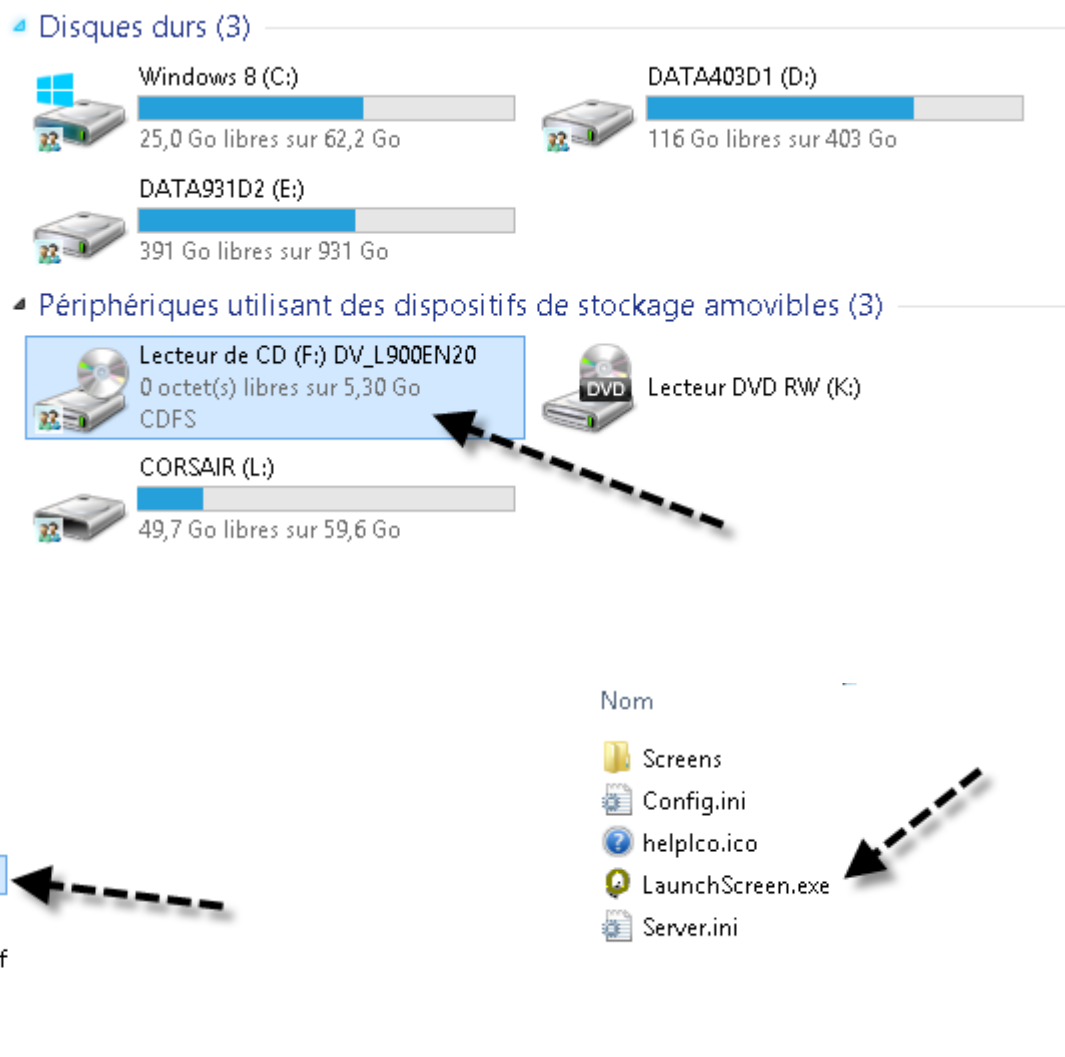 Disques durs (3)
Windows 8 (C:)
25,0 Go libres sur 62,2 Go
DATA403D1 (D:)
116 Go libres sur 403 Go
DATA931D2 (E:)
391 Go libres sur 931 Go
Périphériques utilisant des dispositifs de stockage amovibles (3)
Lecteur de CD (F:) DV_L900EN20
0 octet(s) libres sur 5,30 Go
CDFS
DVD
Lecteur DVD RW (K:)
CORSAIR (L:)
49,7 Go libres sur 59,6 Go
Nom
Screens
Config.ini
helpIco.ico
LaunchScreen.exe
Server.ini
f